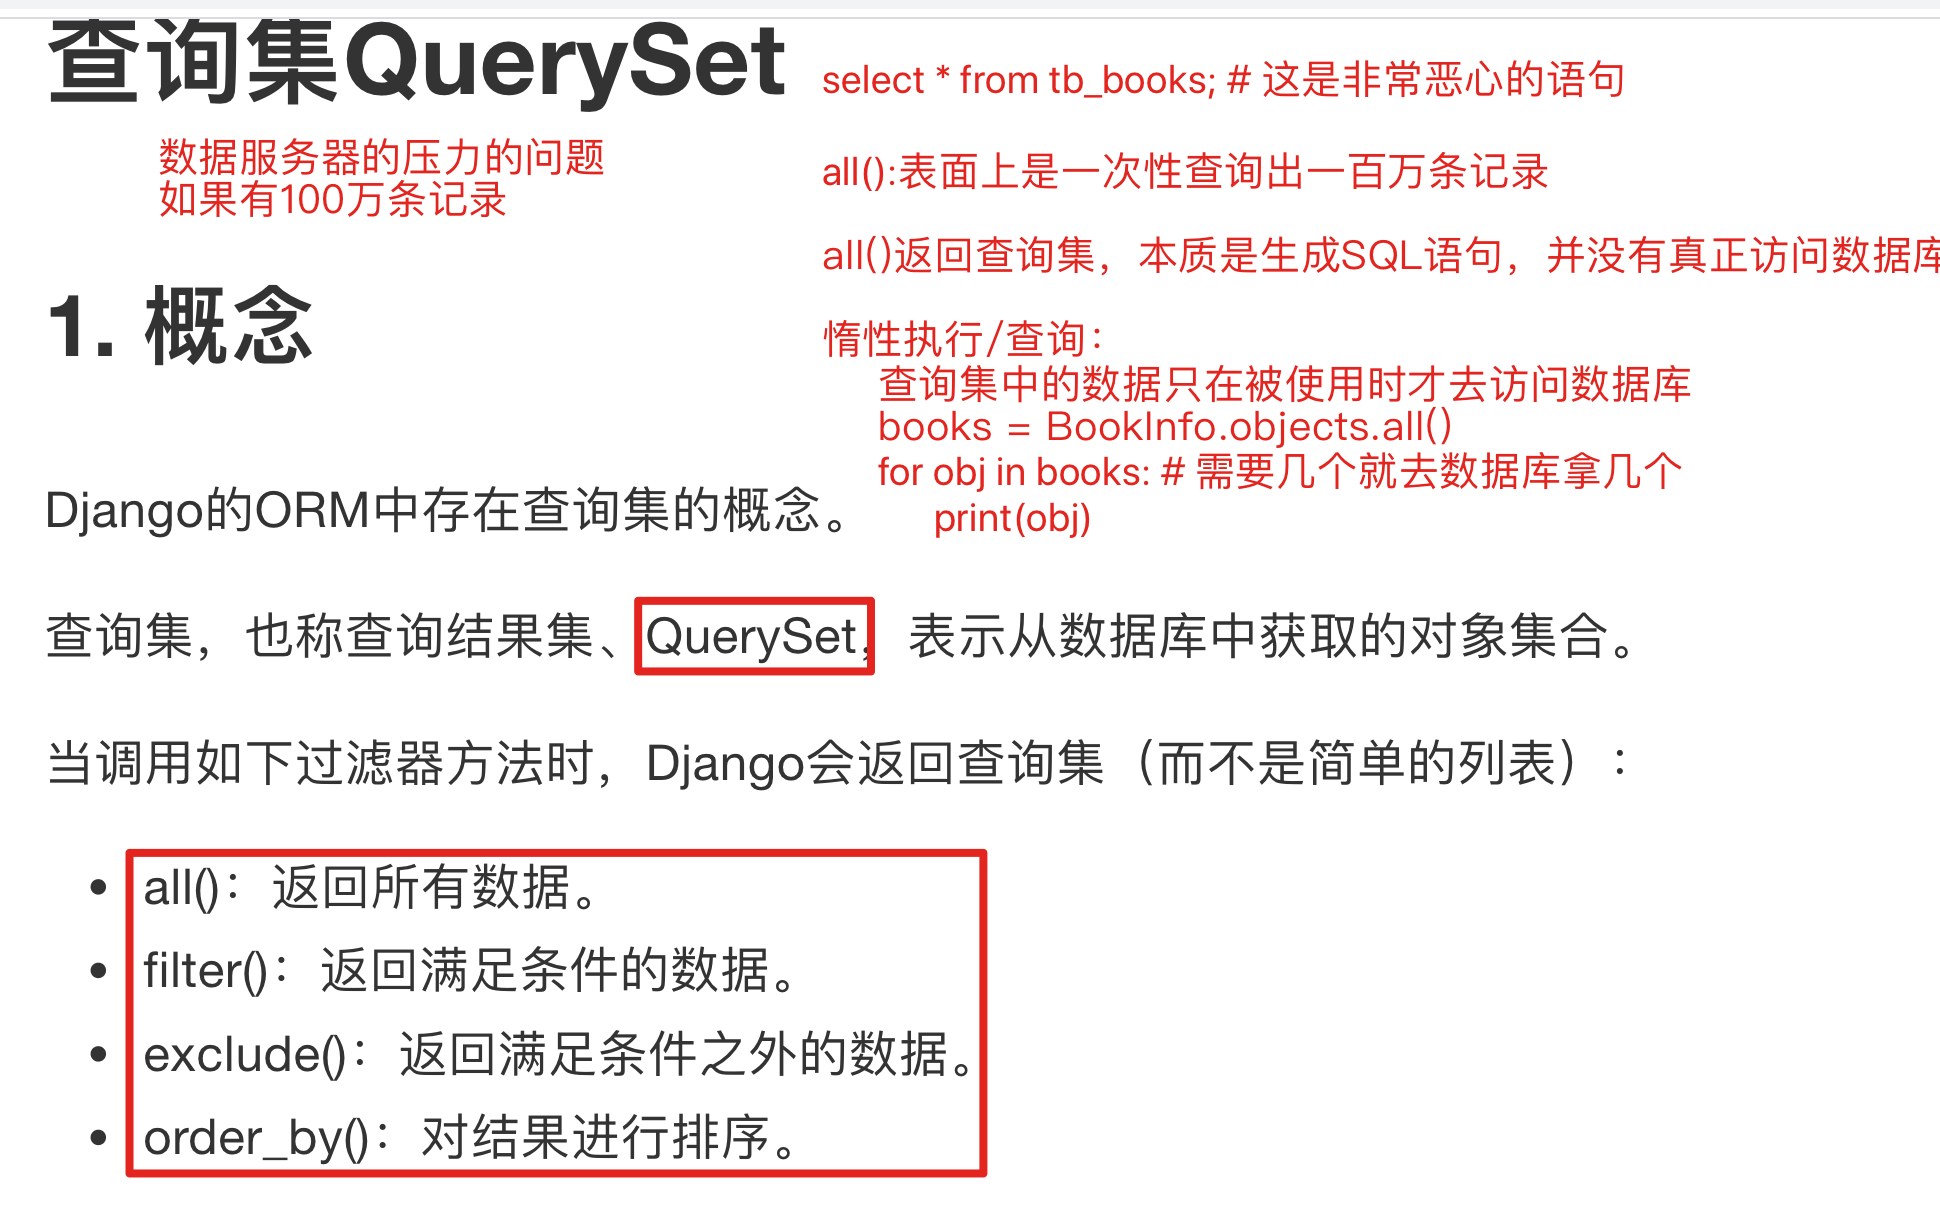 查询集QuerySet
select * from tb_books; # 这是非常恶心的语句
数据服务器的压力的问题
如果有100万条记录
all():表面上是一次性查询出一百万条记录
all()返回查询集，本质是生成SQL语句，并没有真正访问数据库
1. 概念
惰性执行/查询：
查询集中的数据只在被使用时才去访问数据库
books = BookInfo.objects.all()
for obj in books: # 需要几个就去数据库拿几个
print(obj)
Django的ORM中存在查询集的概念。
查询集，也称查询结果集、QuerySet，表示从数据库中获取的对象集合。
当调用如下过滤器方法时，Django会返回查询集（而不是简单的列表）：
• all()：返回所有数据。
• filter()：返回满足条件的数据。
• exclude()：返回满足条件之外的数据。
• order_by()：对结果进行排序。